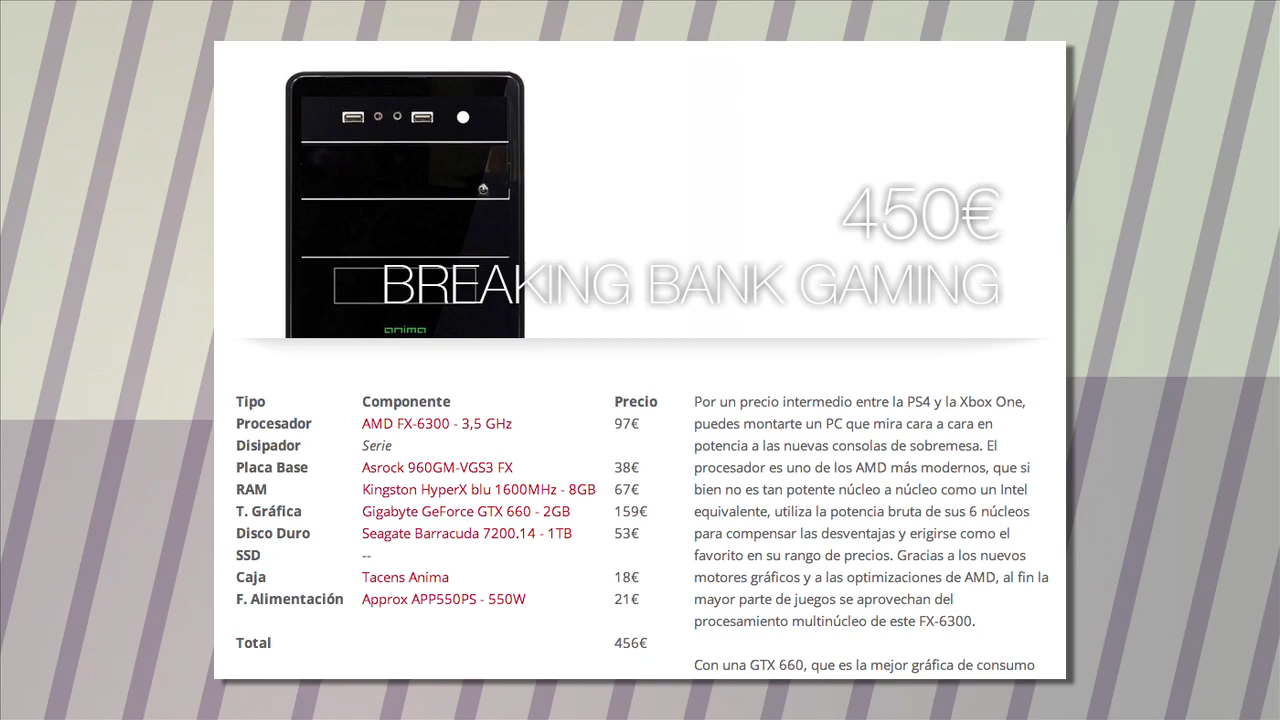 450€
BREAKING BANK GAMING
anima
Tipo Componente Precio
Procesador AMD FX-6300 - 3,5 GHz 97€
Disipador Serie
Placa Base Asrock 960GM-VGS3 FX 38€
RAM Kingston HyperX blu 1600MHz - 8GB 67€
T. Gráfica Gigabyte GeForce GTX 660 - 2GB 159€
Disco Duro Seagate Barracuda 7200.14 - 1TB 53€
SSD --
Caja Tacens Anima 18€
F. Alimentación Approx APP550PS - 550W 21€
Total 456€
Por un precio intermedio entre la PS4 y la Xbox One,
puedes montarte un PC que mira cara a cara en
potencia a las nuevas consolas de sobremesa. El
procesador es uno de los AMD más modernos, que si
bien no es tan potente núcleo a núcleo como un Intel
equivalente, utiliza la potencia bruta de sus 6 núcleos
para compensar las desventajas y erigirse como el
favorito en su rango de precios. Gracias a los nuevos
motores gráficos y a las optimizaciones de AMD, al fin la
mayor parte de juegos se aprovechan del
procesamiento multinúcleo de este FX-6300.
Con una GTX 660, que es la mejor gráfica de consumo